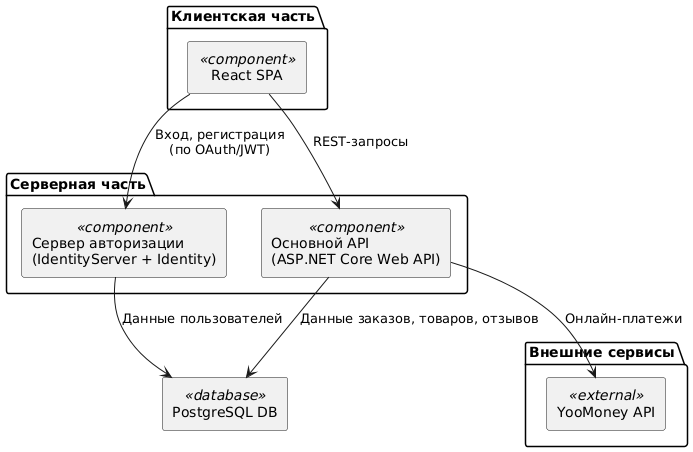 Клиентская часть
«component»
React SPA
Вход, регистрация
(по OAuth/JWT)
REST-запросы
Серверная часть
«component»
Сервер авторизации
(IdentityServer + Identity)
«component»
Основной API
(ASP.NET Core Web API)
Данные пользователей
Данные заказов, товаров, отзывов
Онлайн-платежи
Внешние сервисы
«database»
PostgreSQL DB
«external»
YooMoney API